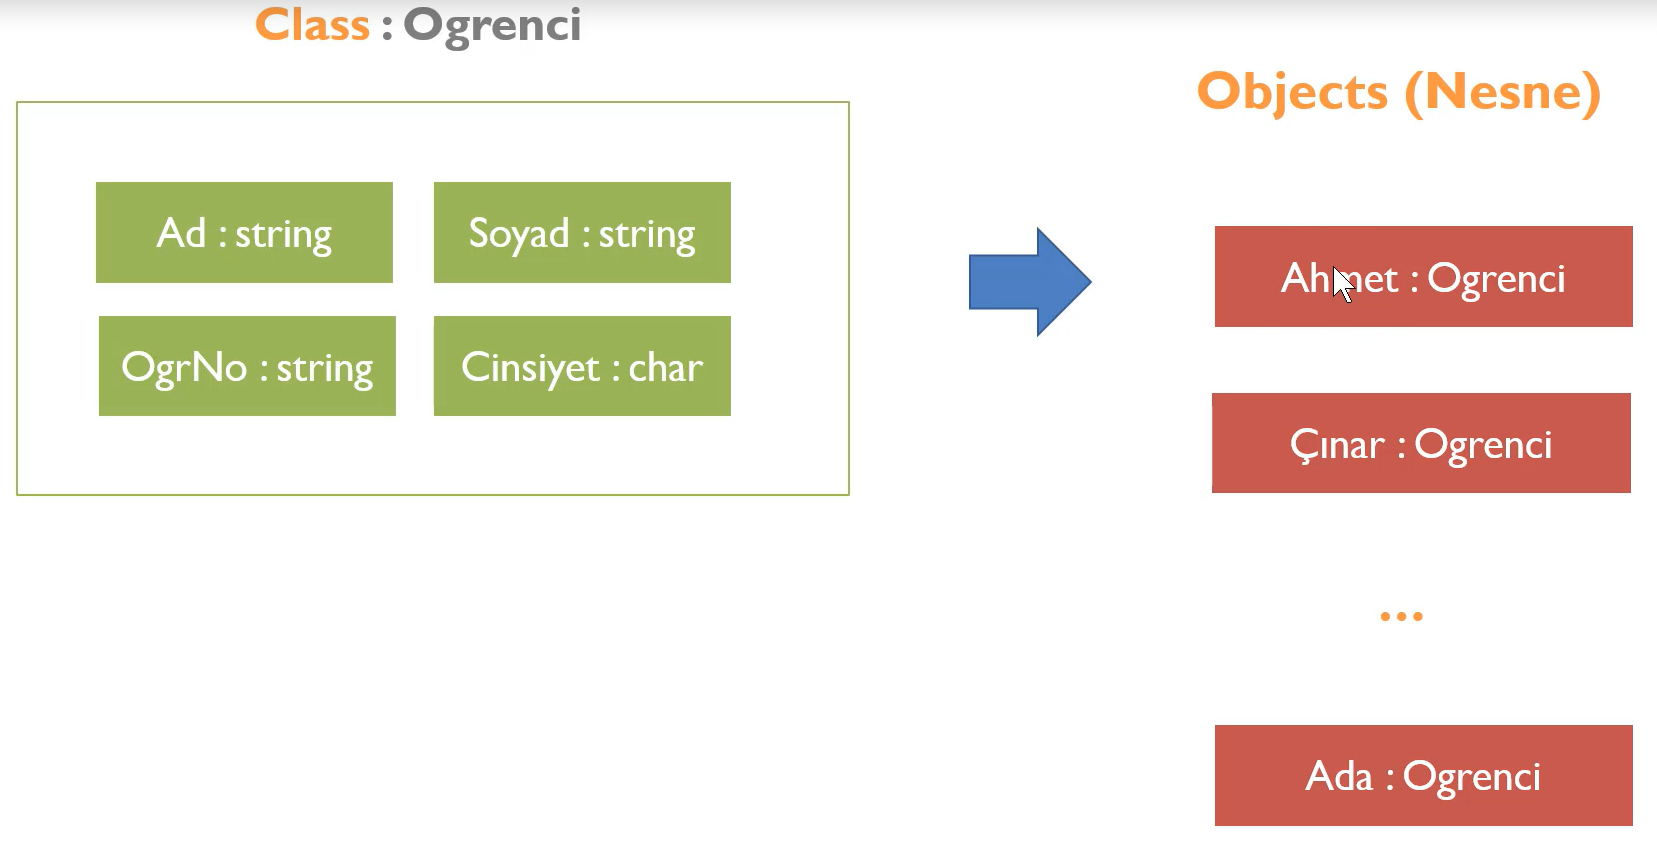 Class : Ogrenci
Objects (Nesne)
Ad : string
Soyad : string
OgrNo : string
Cinsiyet : char
Ahmet : Ogrenci
Çınar : Ogrenci
...
Ada : Ogrenci